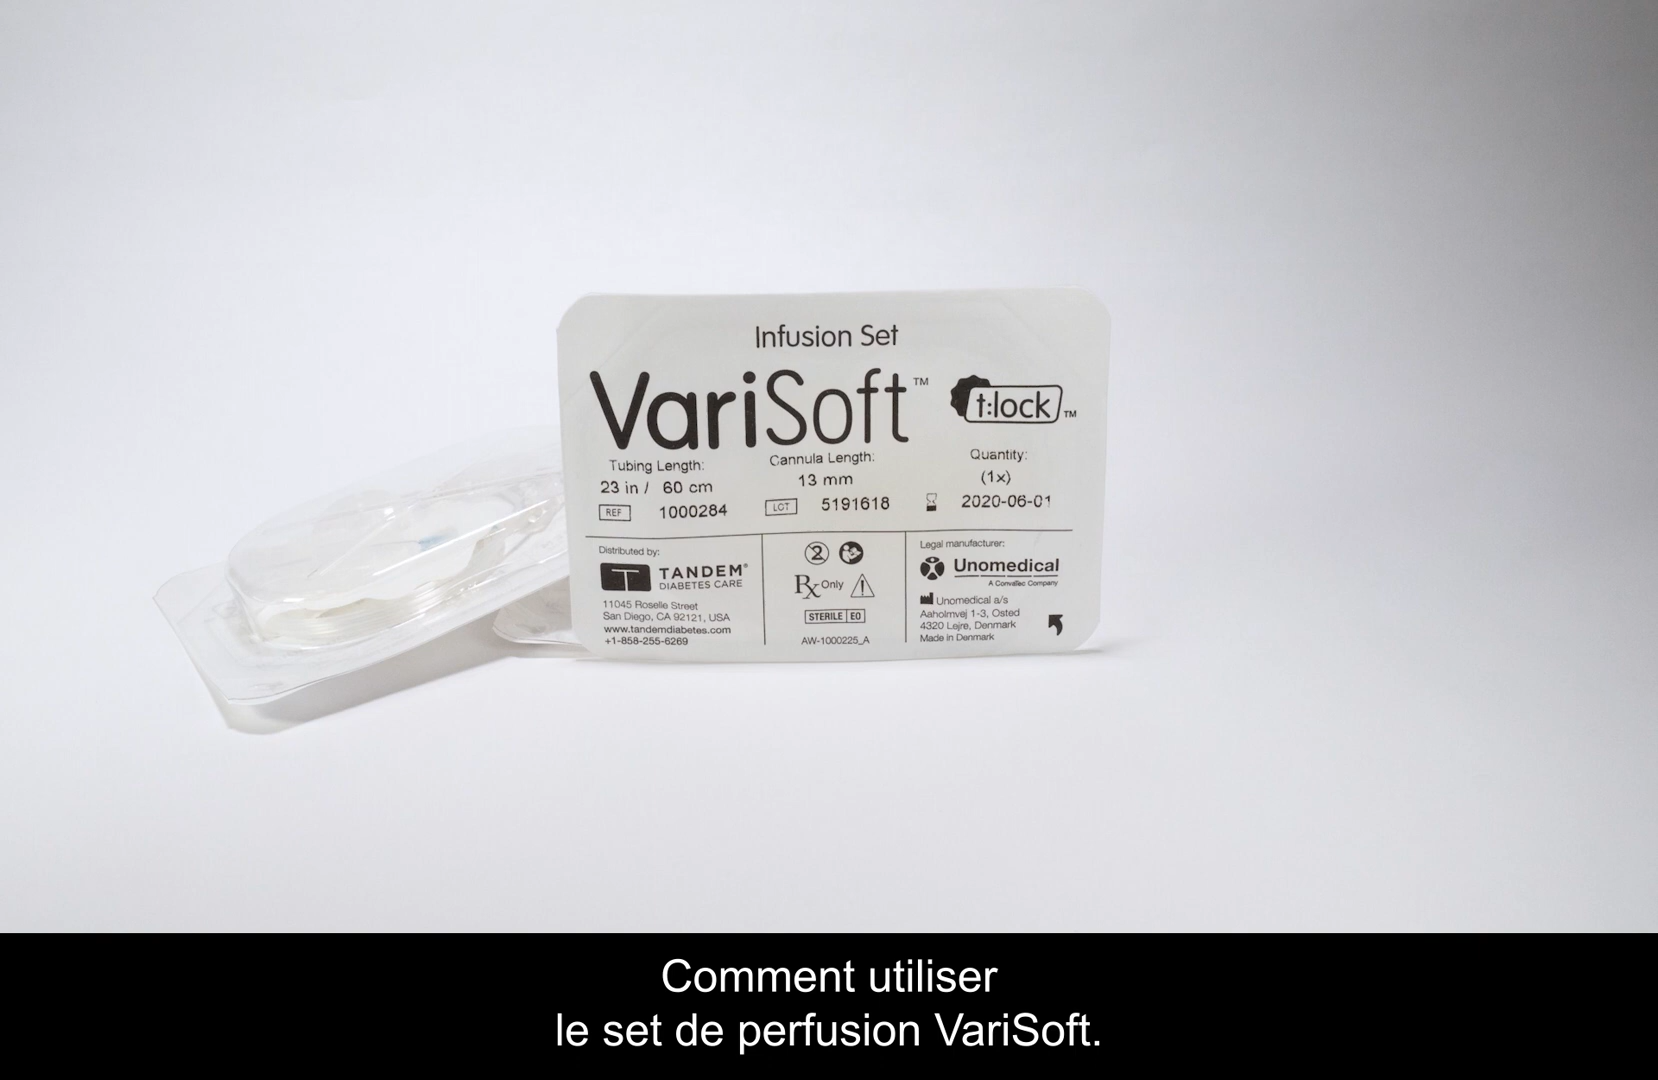 Infusion Set
VariSoft™
t:lock™
Tubing Length:
23 in / 60 cm
REF 1000284
Cannula Length:
13 mm
LOT 5191618
Quantity:
(1x)
2020-06-01
Distributed by:
TANDEM®
DIABETES CARE
11045 Roselle Street
San Diego, CA 92121, USA
www.tandemdiabetes.com
+1-858-255-6269
2
Rx Only
STERILE EO
AW-1000225_A
Legal manufacturer:
Unomedical
A ConvaTec Company
Unomedical a/s
Aaholmvej 1-3, Osted
4320 Lejre, Denmark
Made in Denmark
Comment utiliser
le set de perfusion VariSoft.